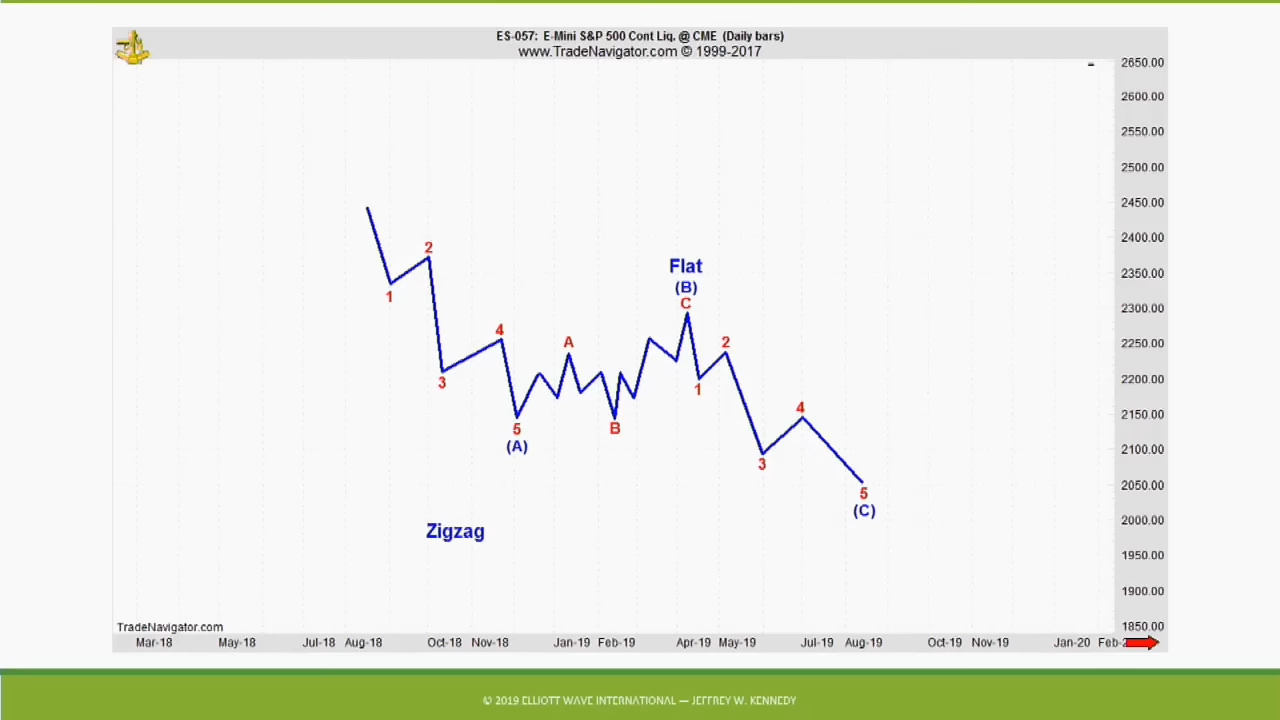 ES-057: E-Mini S&P 500 Cont Liq. @ CME (Daily bars)
www.TradeNavigator.com © 1999-2017
2650.00
2600.00
2550.00
2500.00
2450.00
2400.00
2350.00
2300.00
2250.00
2200.00
2150.00
2100.00
2050.00
2000.00
1950.00
1900.00
1850.00
1
2
3
4
5
(A)
A
B
Flat
(B)
C
1
2
3
4
5
(C)
Zigzag
TradeNavigator.com
Mar-18 May-18 Jul-18 Aug-18 Oct-18 Nov-18 Jan-19 Feb-19 Apr-19 May-19 Jul-19 Aug-19 Oct-19 Nov-19 Jan-20
© 2019 ELLIOTT WAVE INTERNATIONAL — JEFFREY W. KENNEDY